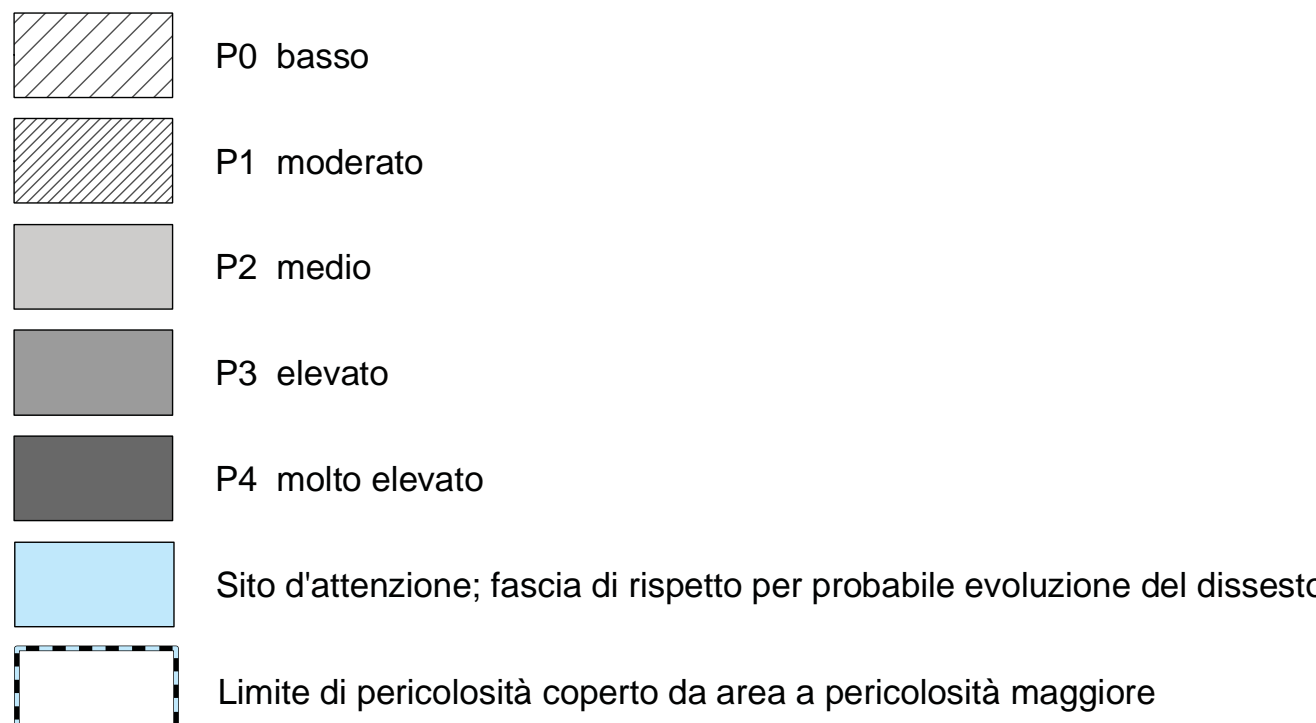 P0 basso
P1 moderato
P2 medio
P3 elevato
P4 molto elevato
Sito d'attenzione; fascia di rispetto per probabile evoluzione del dissesto
Limite di pericolosità coperto da area a pericolosità maggiore